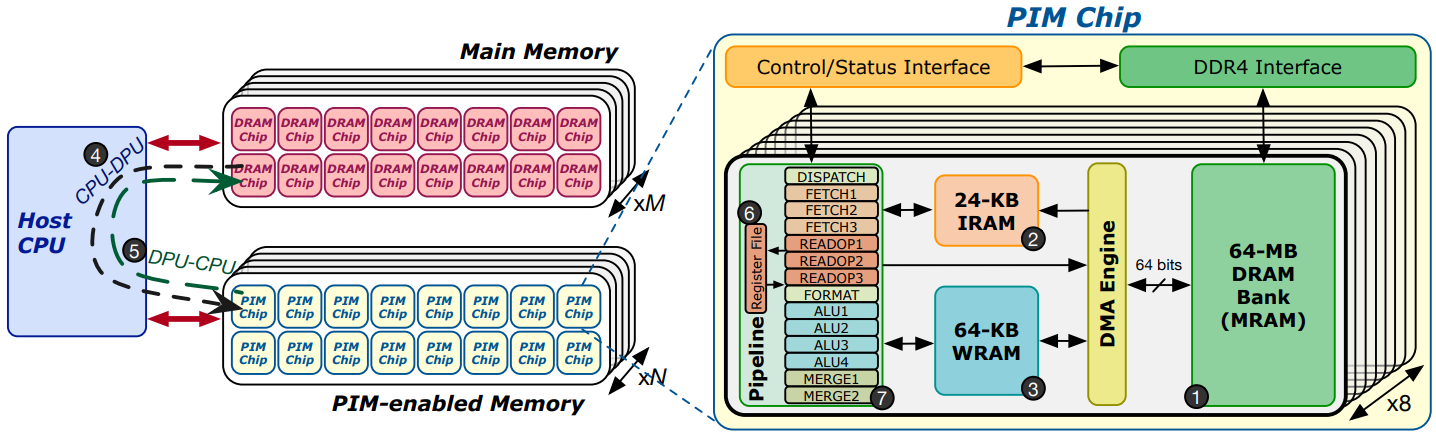 Main Memory
DRAM DRAM DRAM DRAM DRAM DRAM DRAM DRAM
Chip Chip Chip Chip Chip Chip Chip Chip
DRAM DRAM DRAM DRAM DRAM DRAM DRAM DRAM
Chip Chip Chip Chip Chip Chip Chip Chip
xM
4
CPU-DPU
Host
CPU
5
DPU-CPU
PIM PIM PIM PIM PIM PIM PIM PIM
Chip Chip Chip Chip Chip Chip Chip Chip
PIM PIM PIM PIM PIM PIM PIM PIM
Chip Chip Chip Chip Chip Chip Chip Chip
xN
PIM-enabled Memory
PIM Chip
Control/Status Interface
DDR4 Interface
DISPATCH
FETCH1
FETCH2
FETCH3
READOP1
READOP2
READOP3
FORMAT
ALU1
ALU2
ALU3
ALU4
MERGE1
MERGE2
6
Register File
Pipeline
7
24-KB
IRAM
2
64-KB
WRAM
3
DMA Engine
64 bits
64-MB
DRAM
Bank
(MRAM)
1
x8